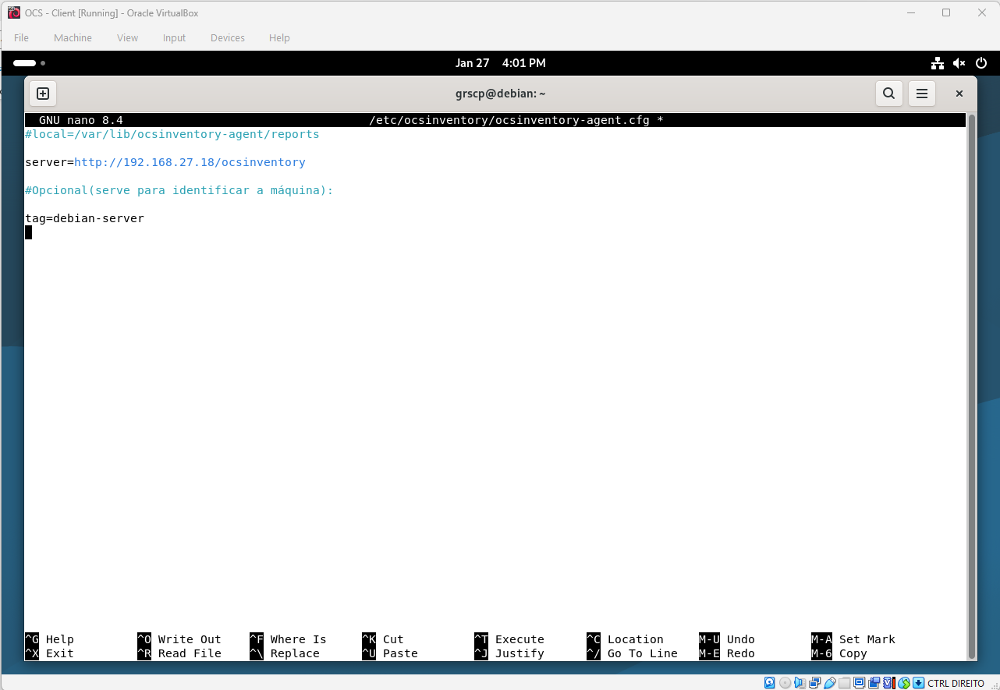 OCS - Client [Running] - Oracle VirtualBox
File Machine View Input Devices Help
Jan 27 4:01 PM
grscp@debian: ~
GNU nano 8.4 /etc/ocsinventory/ocsinventory-agent.cfg *
#local=/var/lib/ocsinventory-agent/reports
server=http://192.168.27.18/ocsinventory
#Opcional(serve para identificar a máquina):
tag=debian-server
^G Help ^O Write Out ^F Where Is ^K Cut ^T Execute ^C Location M-U Undo M-A Set Mark
^X Exit ^R Read File ^\ Replace ^U Paste ^J Justify ^/ Go To Line M-E Redo M-6 Copy
CTRL DIREITO